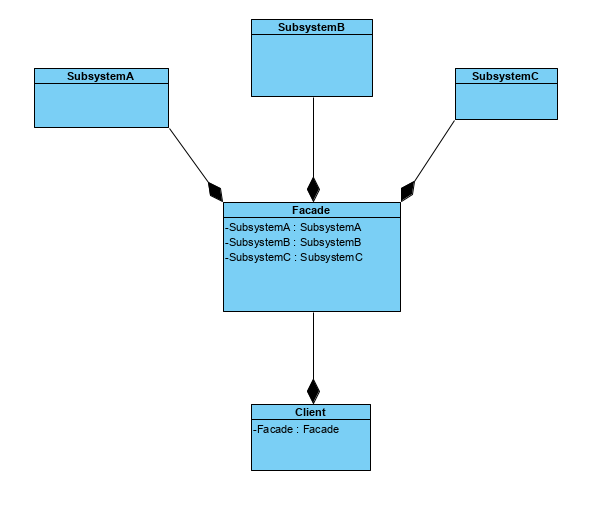 SubsystemB
SubsystemA
SubsystemC
Facade
-SubsystemA : SubsystemA
-SubsystemB : SubsystemB
-SubsystemC : SubsystemC
Client
-Facade : Facade